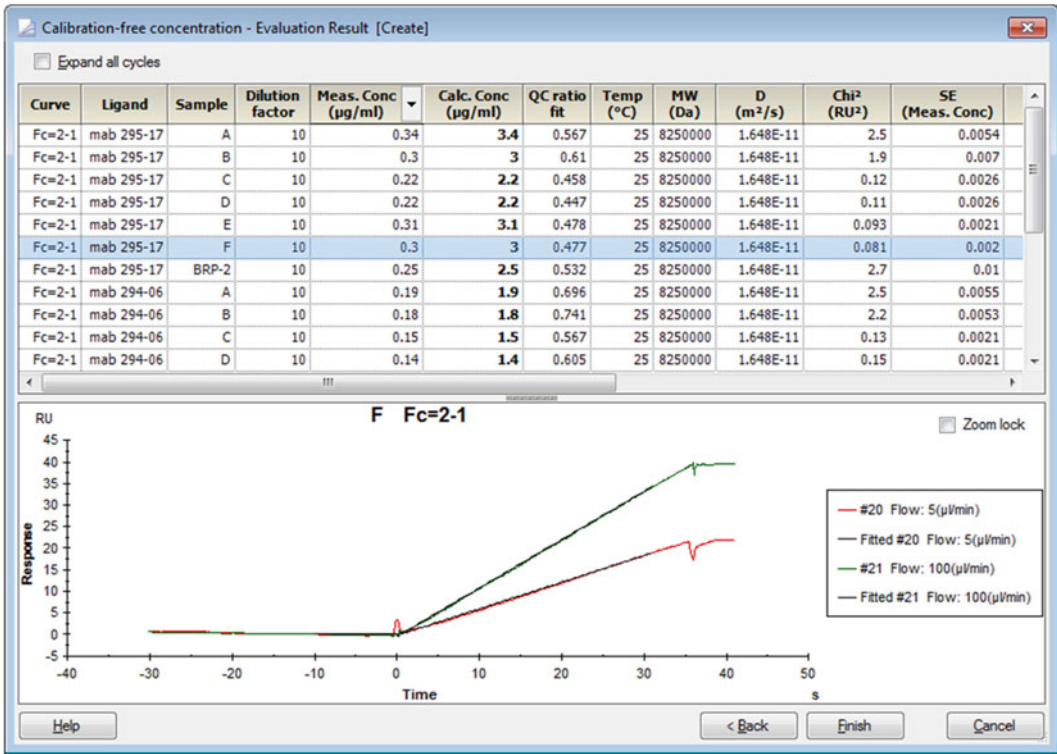 Calibration-free concentration - Evaluation Result [Create]
Expand all cycles
Curve Ligand Sample Dilution factor Meas. Conc (µg/ml) Calc. Conc (µg/ml) QC ratio fit Temp (°C) MW (Da) D (m²/s) Chi² (RU²) SE (Meas. Conc)
Fc=2-1 mab 295-17 A 10 0.34 3.4 0.567 25 8250000 1.648E-11 2.5 0.0054
Fc=2-1 mab 295-17 B 10 0.3 3 0.61 25 8250000 1.648E-11 1.9 0.007
Fc=2-1 mab 295-17 C 10 0.22 2.2 0.458 25 8250000 1.648E-11 0.12 0.0026
Fc=2-1 mab 295-17 D 10 0.22 2.2 0.447 25 8250000 1.648E-11 0.11 0.0026
Fc=2-1 mab 295-17 E 10 0.31 3.1 0.478 25 8250000 1.648E-11 0.093 0.0021
Fc=2-1 mab 295-17 F 10 0.3 3 0.477 25 8250000 1.648E-11 0.081 0.002
Fc=2-1 mab 295-17 BRP-2 10 0.25 2.5 0.532 25 8250000 1.648E-11 2.7 0.01
Fc=2-1 mab 294-06 A 10 0.19 1.9 0.696 25 8250000 1.648E-11 2.5 0.0055
Fc=2-1 mab 294-06 B 10 0.18 1.8 0.741 25 8250000 1.648E-11 2.2 0.0053
Fc=2-1 mab 294-06 C 10 0.15 1.5 0.567 25 8250000 1.648E-11 0.13 0.0021
Fc=2-1 mab 294-06 D 10 0.14 1.4 0.605 25 8250000 1.648E-11 0.15 0.0021
F Fc=2-1
Zoom lock
RU
45
40
35
30
25
20
15
10
5
0
-5
Response
-40 -30 -20 -10 0 10 20 30 40 50
Time
s
#20 Flow: 5(µl/min)
Fitted #20 Flow: 5(µl/min)
#21 Flow: 100(µl/min)
Fitted #21 Flow: 100(µl/min)
Help
< Back
Finish
Cancel